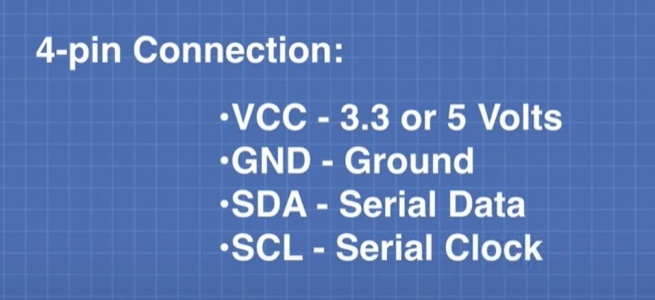 4-pin Connection:
•VCC - 3.3 or 5 Volts
•GND - Ground
•SDA - Serial Data
•SCL - Serial Clock